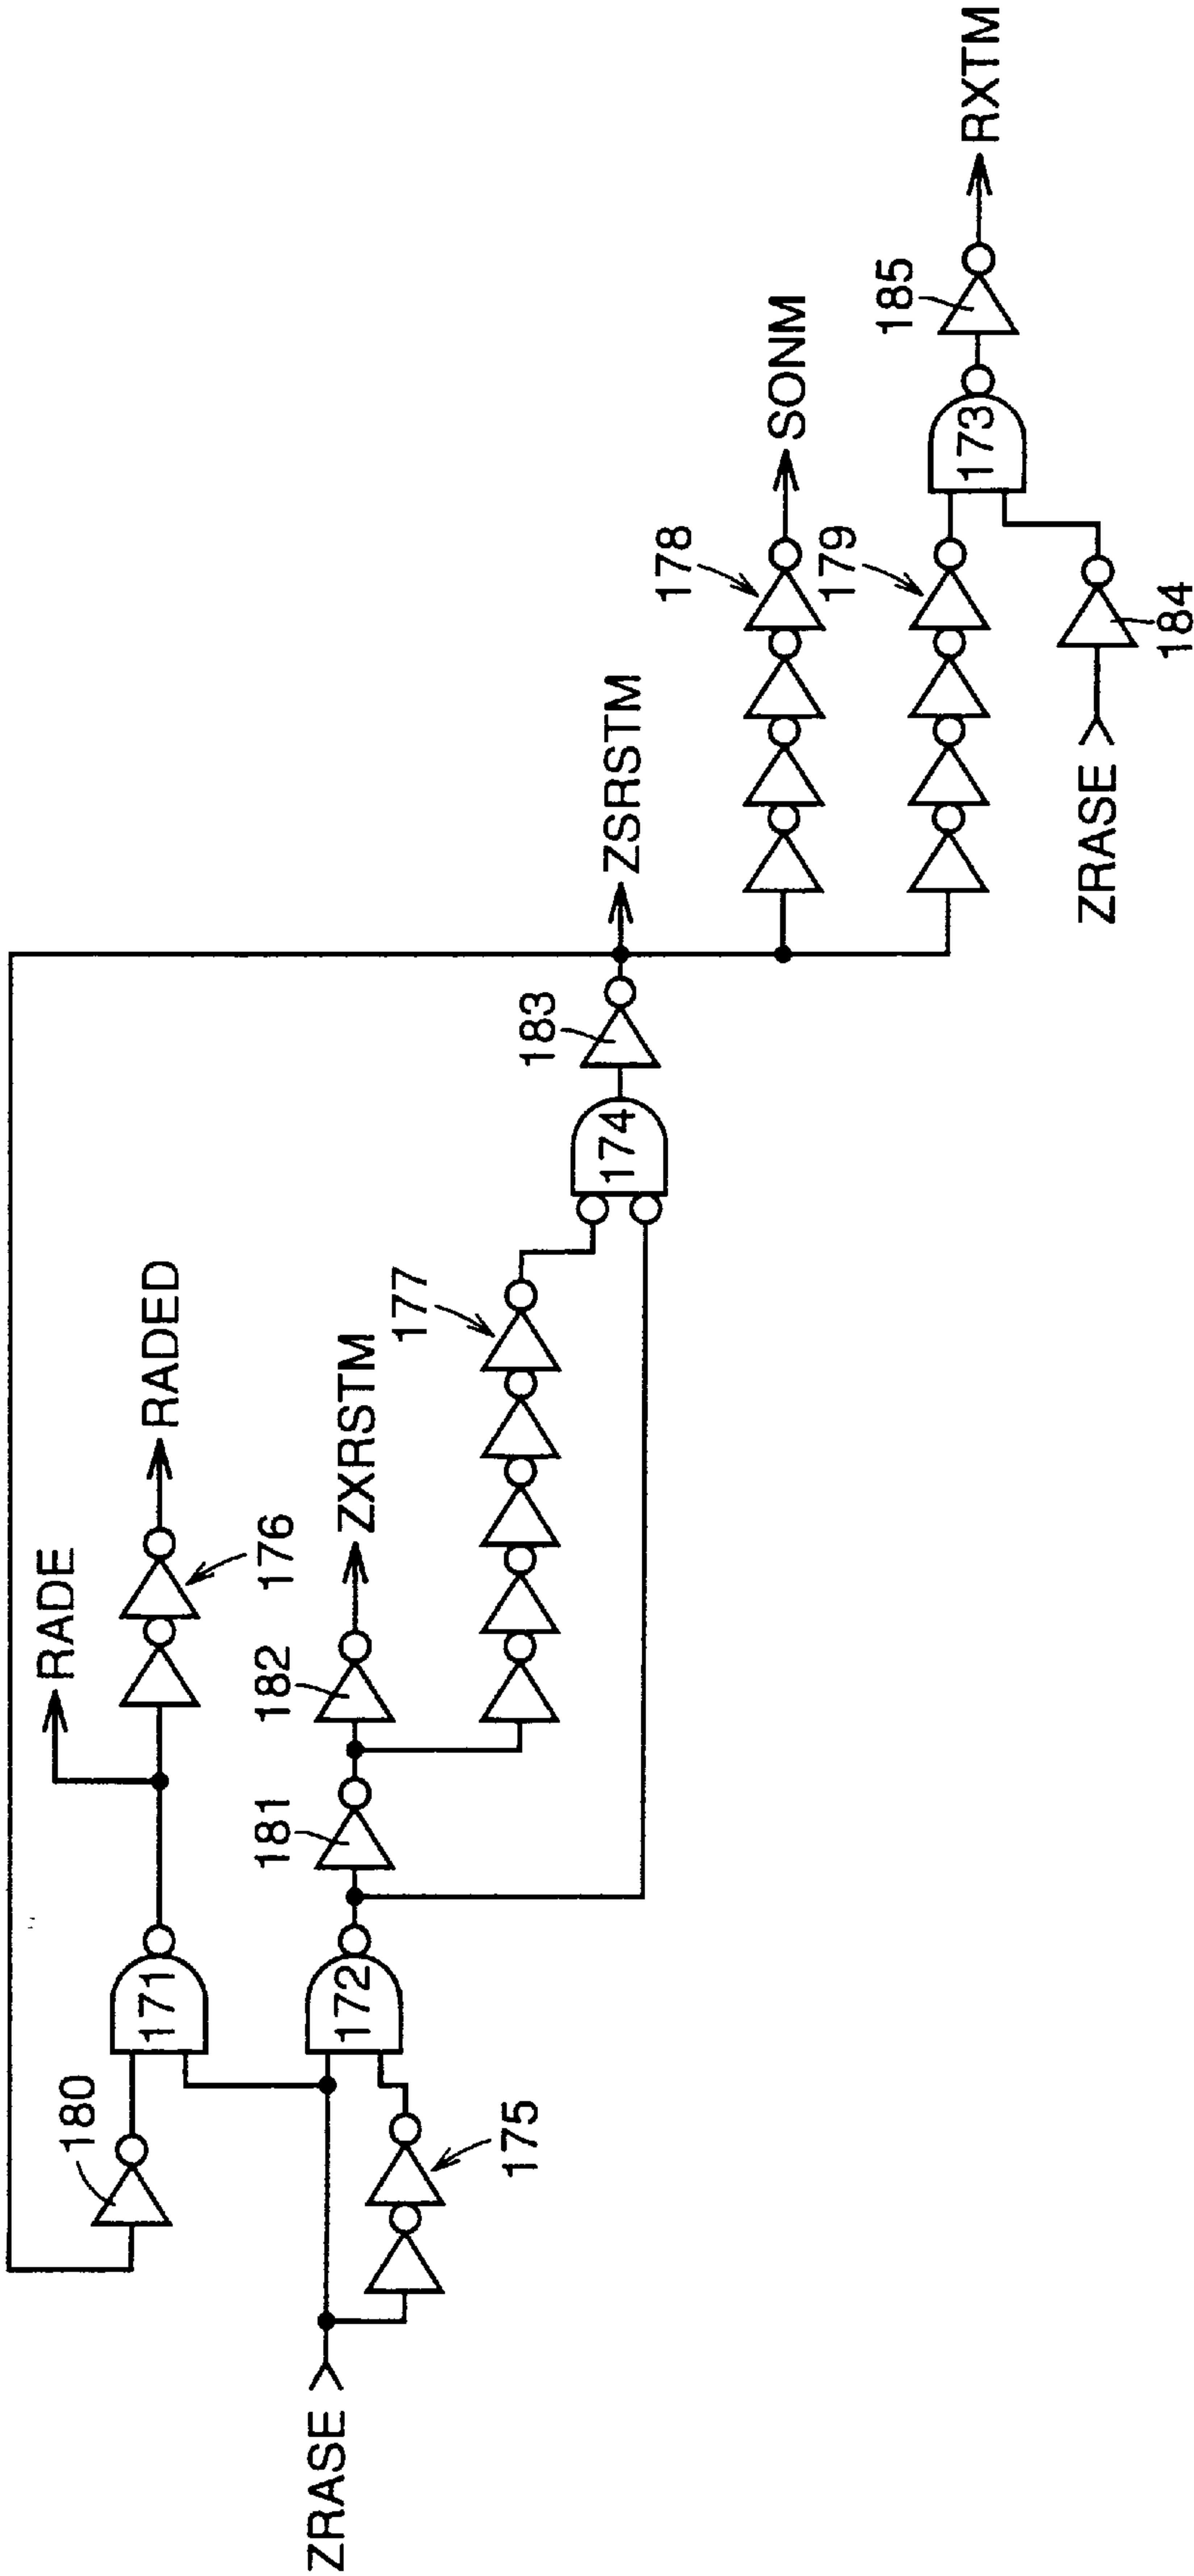 ZRASE
180
171
RADE
176
RADED
175
172
181
182
ZXRSTM
177
174
183
ZSRSTM
178
SONM
179
ZRASE
184
173
185
RXTM